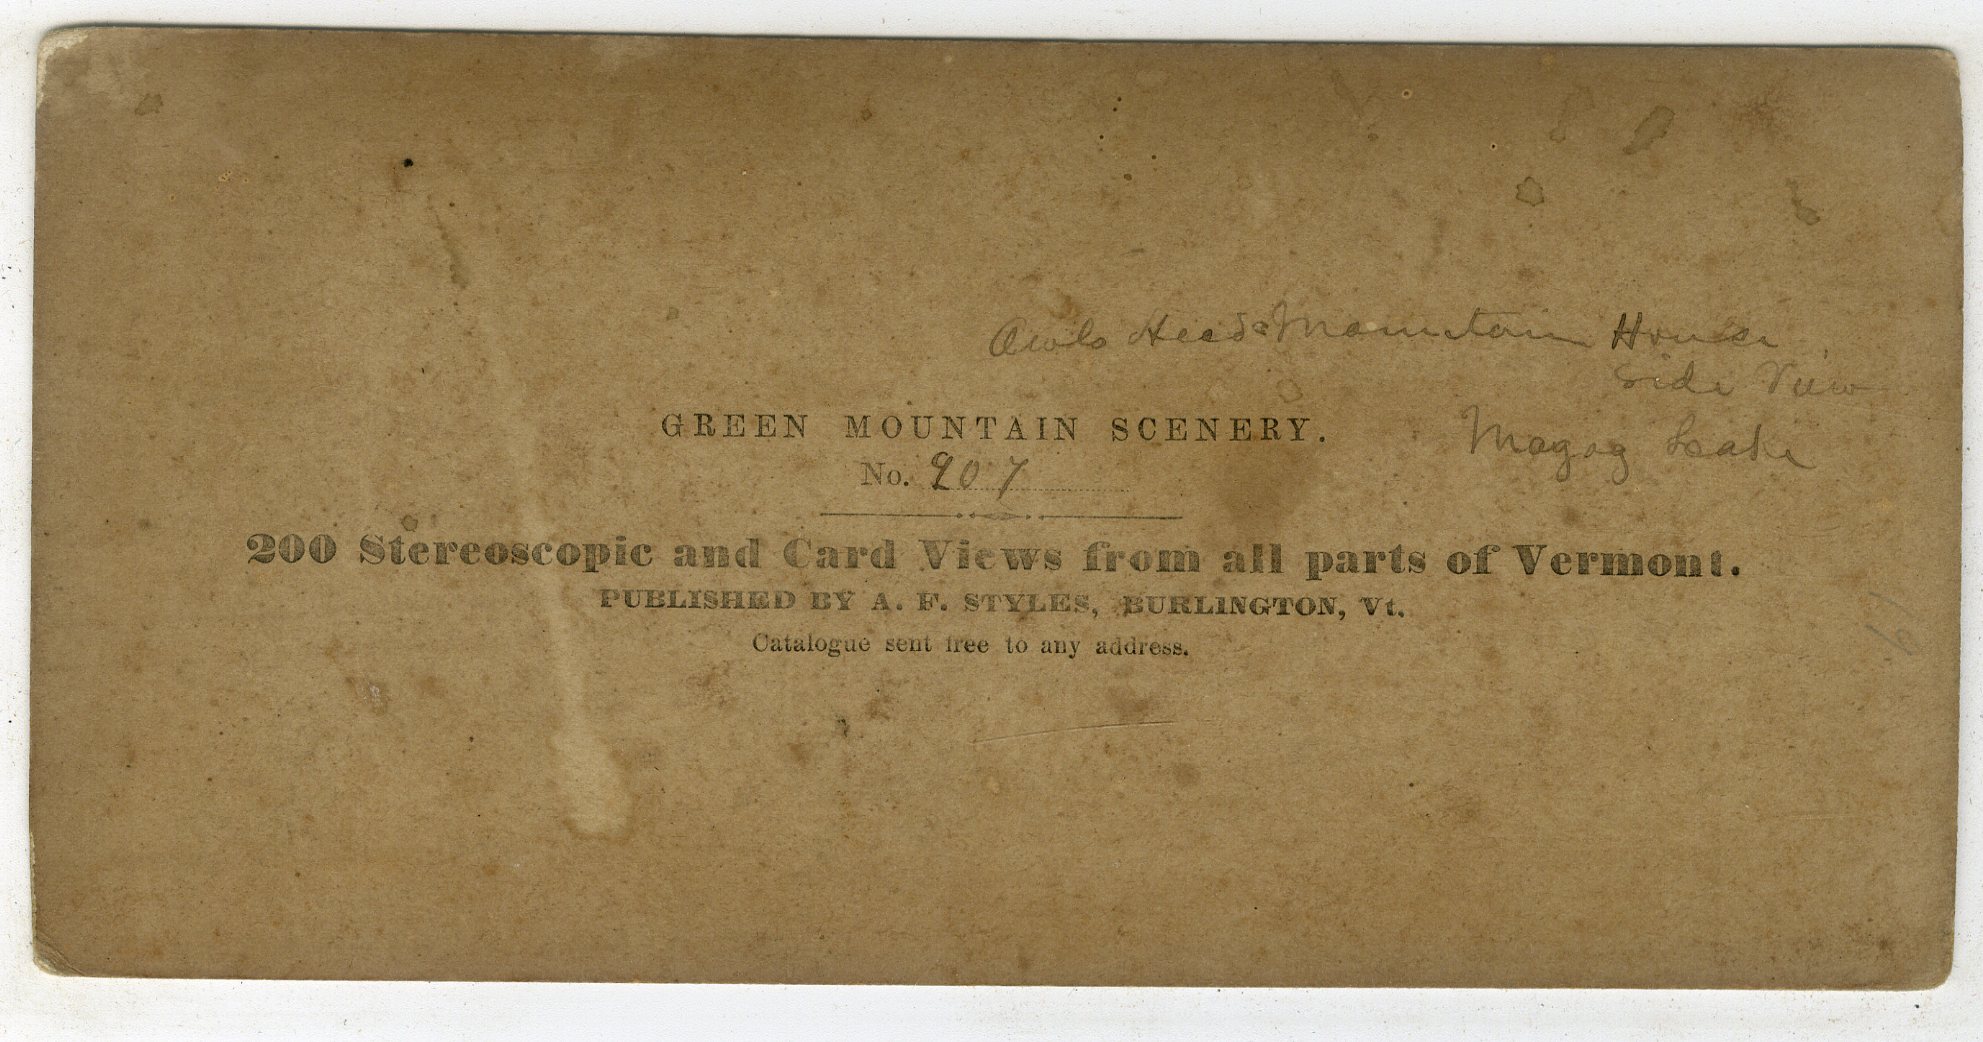 Owls Head Mountain House
Side View
Magog Lake
GREEN MOUNTAIN SCENERY.
No. 907
200 Stereoscopic and Card Views from all parts of Vermont.
PUBLISHED BY A. F. STYLES, BURLINGTON, Vt.
Catalogue sent free to any address.